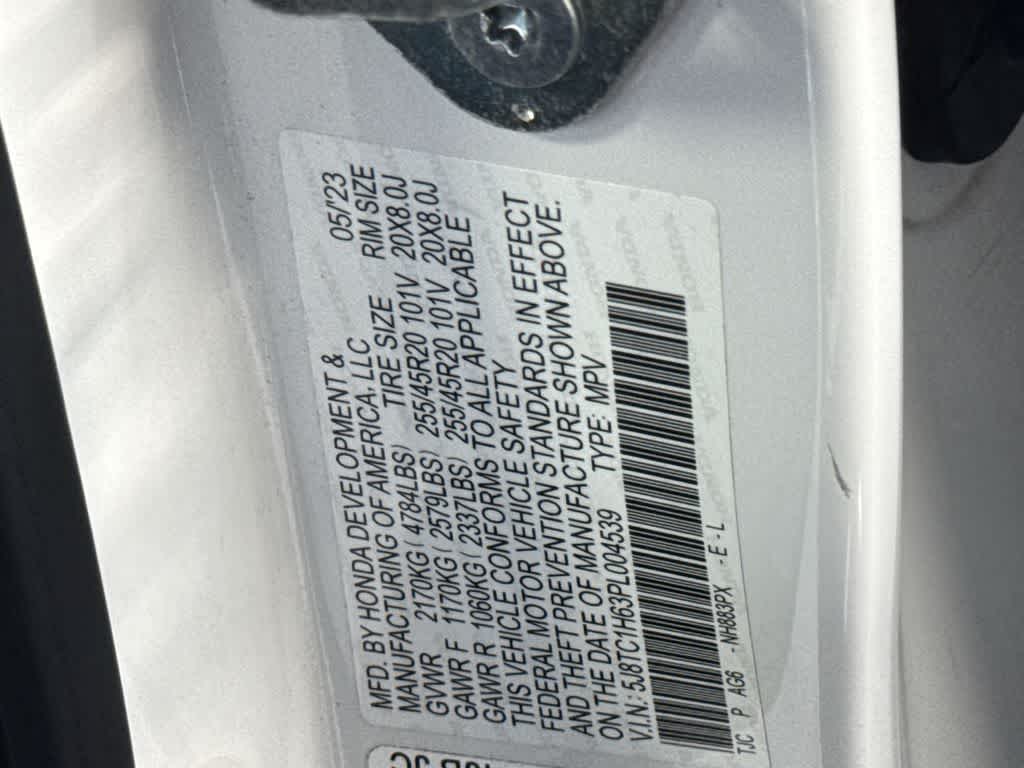 MFD. BY HONDA DEVELOPMENT & 05/'23
MANUFACTURING OF AMERICA. LLC
TIRE SIZE RIM SIZE
GVWR 2170KG ( 4784LBS) 255/45R20 101V 20X8.0J
GAWR F 1170KG ( 2579LBS) 255/45R20 101V 20X8.0J
GAWR R 1060KG ( 2337LBS)
THIS VEHICLE CONFORMS TO ALL APPLICABLE
FEDERAL MOTOR VEHICLE SAFETY
AND THEFT PREVENTION STANDARDS IN EFFECT
ON THE DATE OF MANUFACTURE SHOWN ABOVE.
V.I.N.: 5J8TC1H63PL004539 TYPE: MPV
TJC P AG6 -NH883PX -E-L
HONDA